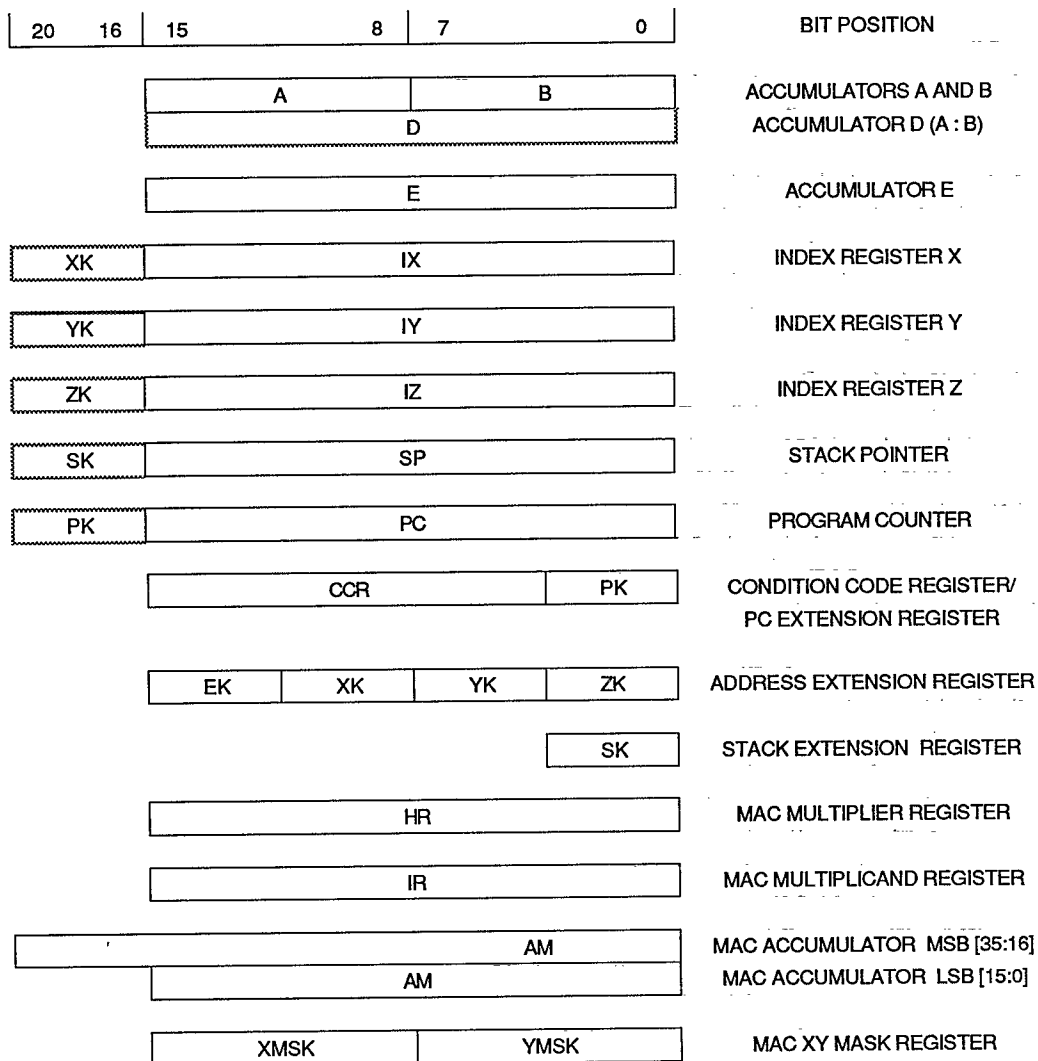 20 16 15 8 7 0 BIT POSITION
A B ACCUMULATORS A AND B
D ACCUMULATOR D (A : B)
E ACCUMULATOR E
XK IX INDEX REGISTER X
YK IY INDEX REGISTER Y
ZK IZ INDEX REGISTER Z
SK SP STACK POINTER
PK PC PROGRAM COUNTER
CCR PK CONDITION CODE REGISTER/
PC EXTENSION REGISTER
EK XK YK ZK ADDRESS EXTENSION REGISTER
SK STACK EXTENSION REGISTER
HR MAC MULTIPLIER REGISTER
IR MAC MULTIPLICAND REGISTER
AM MAC ACCUMULATOR MSB [35:16]
AM MAC ACCUMULATOR LSB [15:0]
XMSK YMSK MAC XY MASK REGISTER